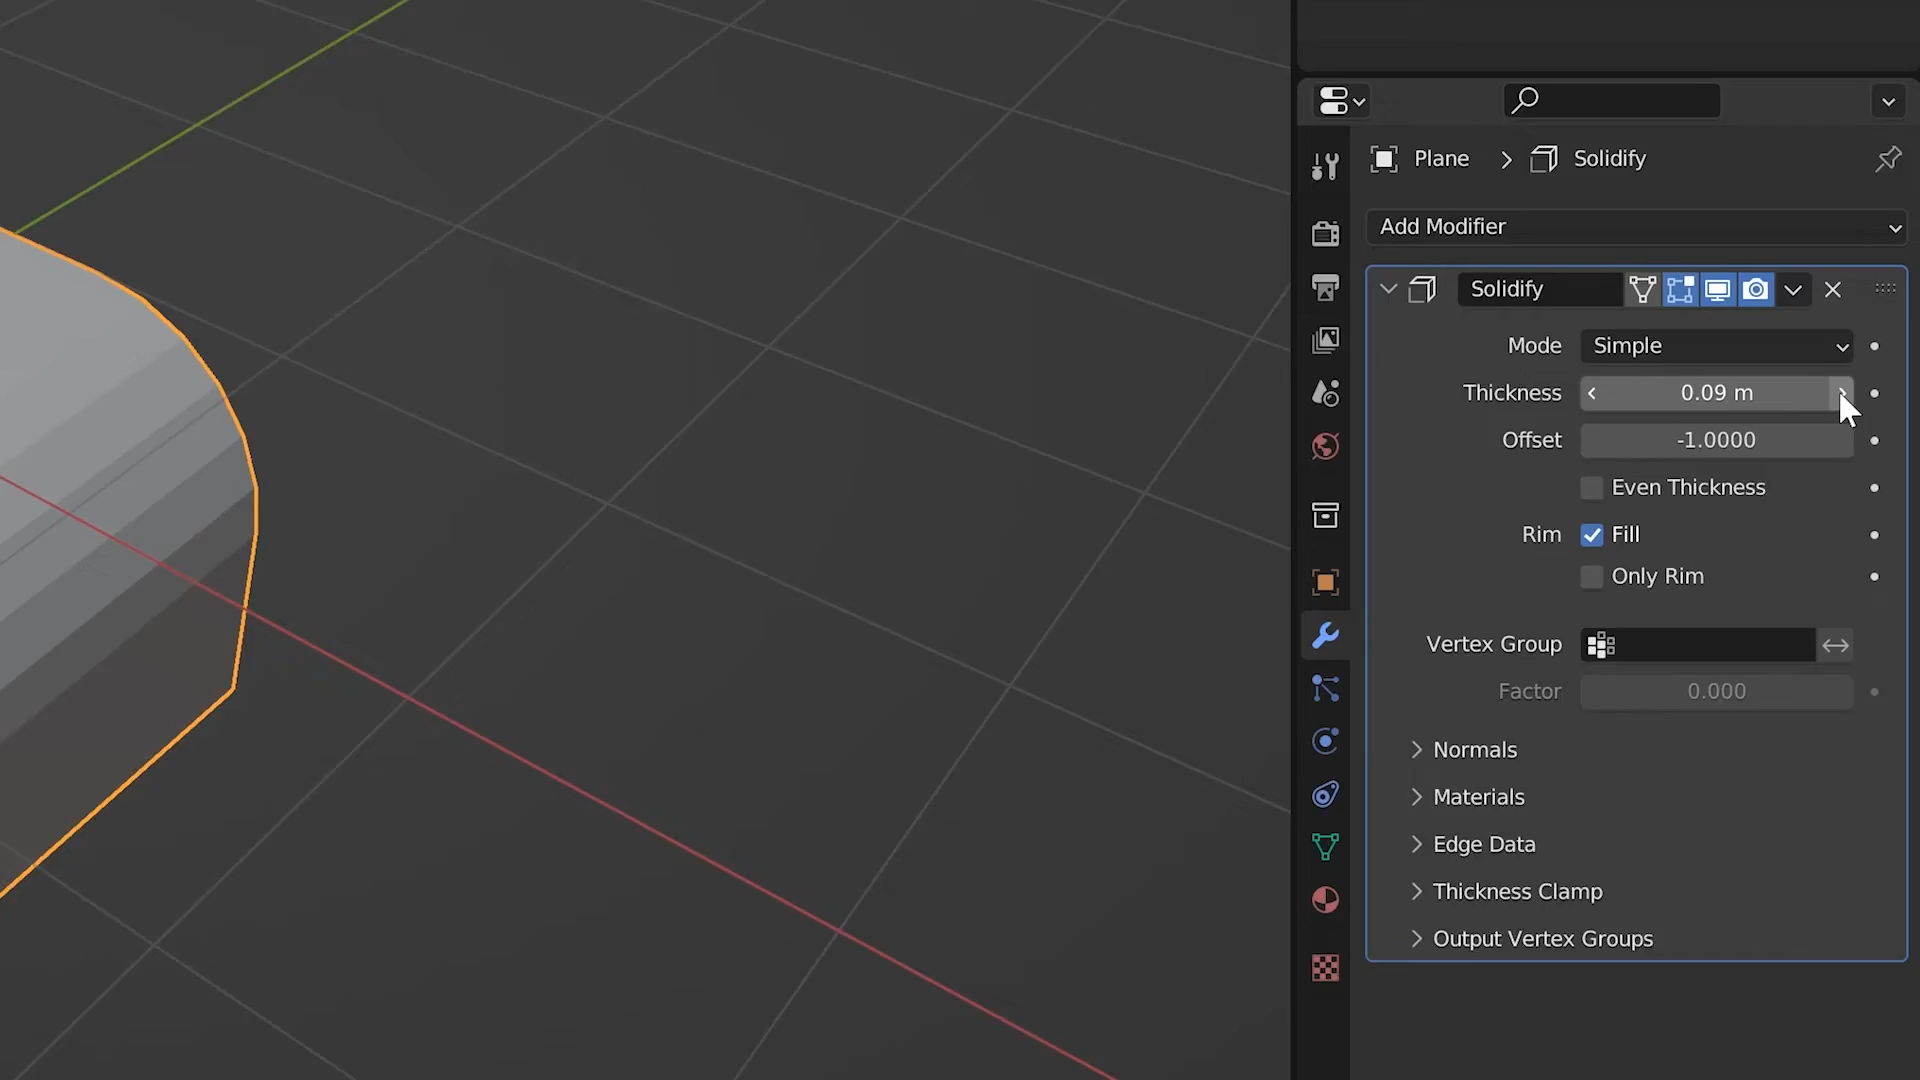 Plane > Solidify
Add Modifier
Solidify
Mode Simple
Thickness 0.09 m
Offset -1.0000
Even Thickness
Rim Fill
Only Rim
Vertex Group
Factor 0.000
Normals
Materials
Edge Data
Thickness Clamp
Output Vertex Groups